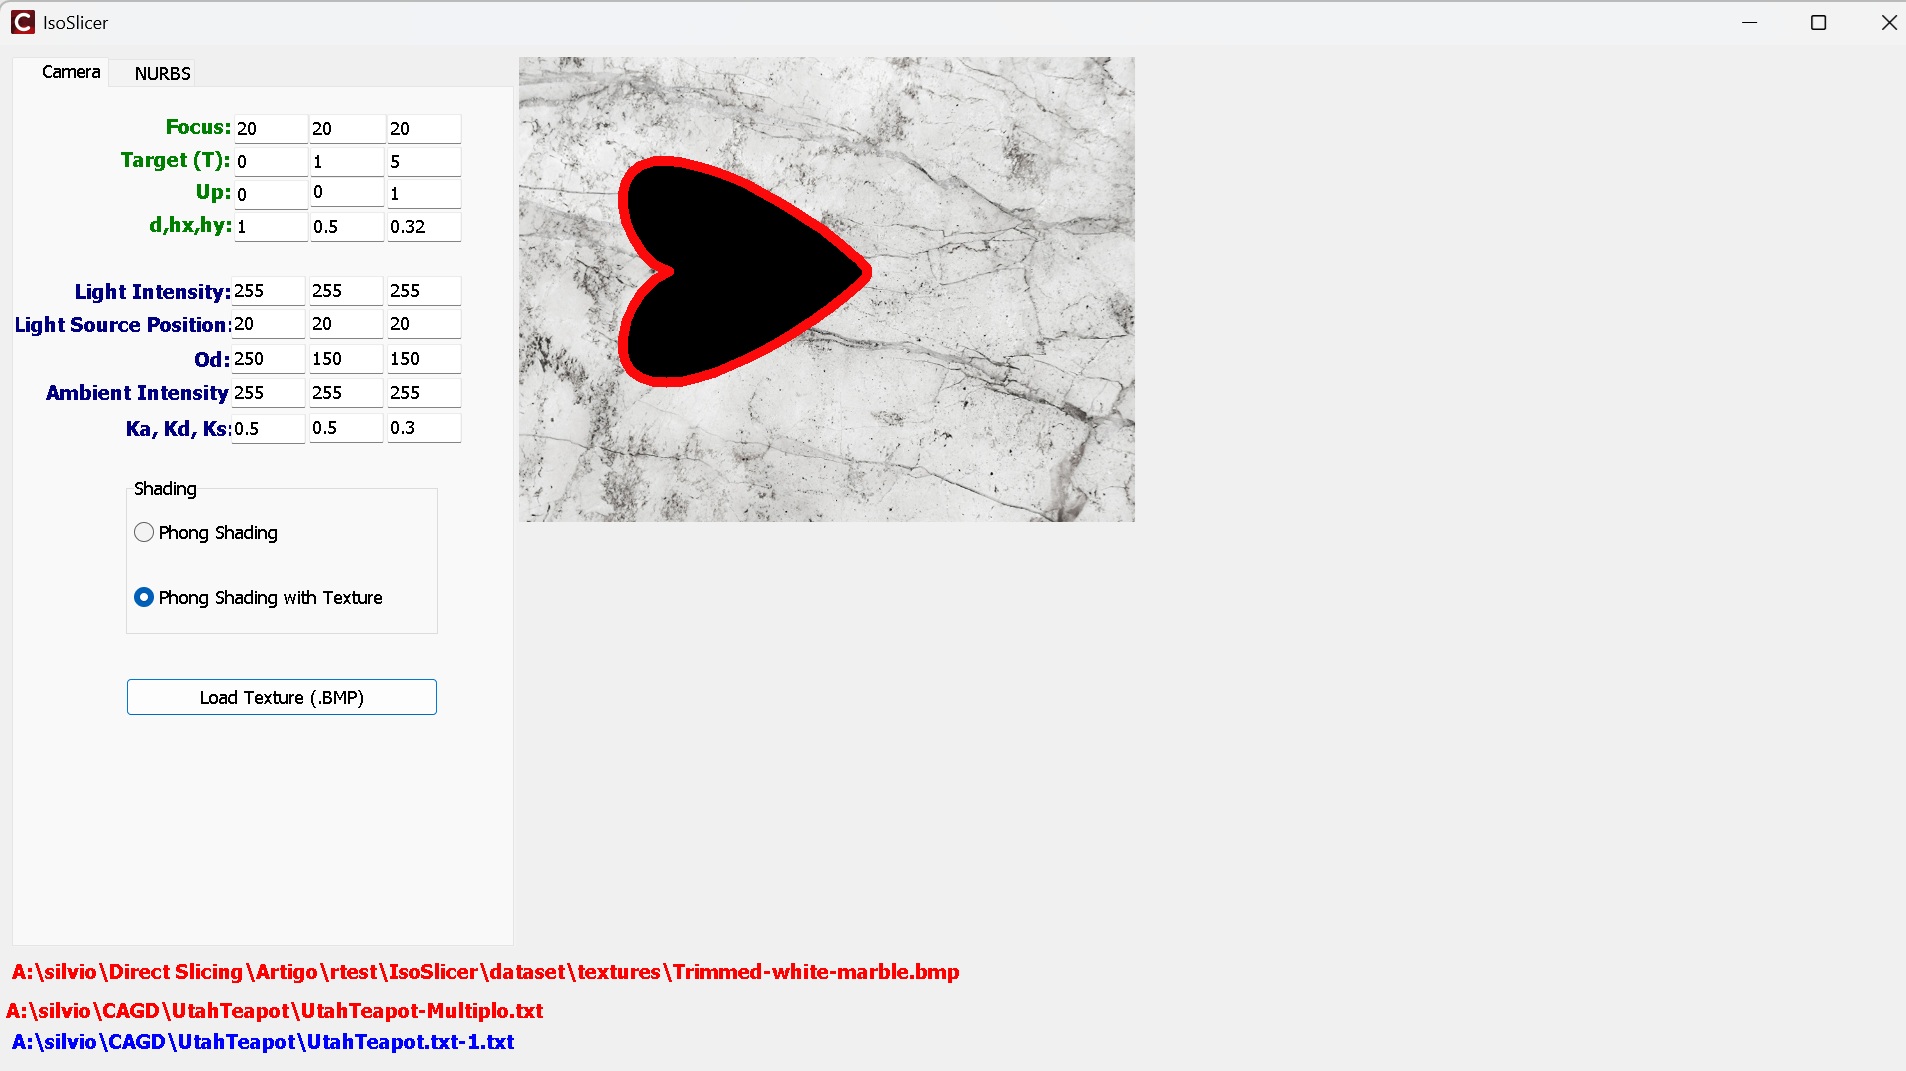 IsoSlicer
Camera NURBS
Focus: 20 20 20
Target (T): 0 1 5
Up: 0 0 1
d,hx,hy: 1 0.5 0.32
Light Intensity: 255 255 255
Light Source Position: 20 20 20
Od: 250 150 150
Ambient Intensity 255 255 255
Ka, Kd, Ks: 0.5 0.5 0.3
Shading
Phong Shading
Phong Shading with Texture
Load Texture (.BMP)
A:\silvio\Direct Slicing\Artigo\rtest\IsoSlicer\dataset\textures\Trimmed-white-marble.bmp
A:\silvio\CAGD\UtahTeapot\UtahTeapot-Multiplo.txt
A:\silvio\CAGD\UtahTeapot\UtahTeapot.txt-1.txt